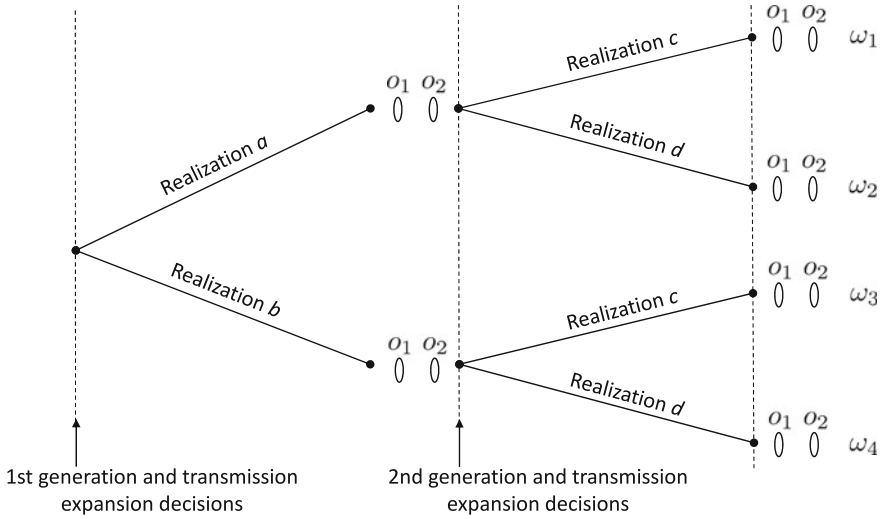 o₁ o₂ ω₁
Realization c
o₁ o₂
Realization d
Realization a
o₁ o₂ ω₂
Realization b
o₁ o₂ ω₃
Realization c
o₁ o₂
Realization d
o₁ o₂ ω₄
1st generation and transmission
expansion decisions
2nd generation and transmission
expansion decisions